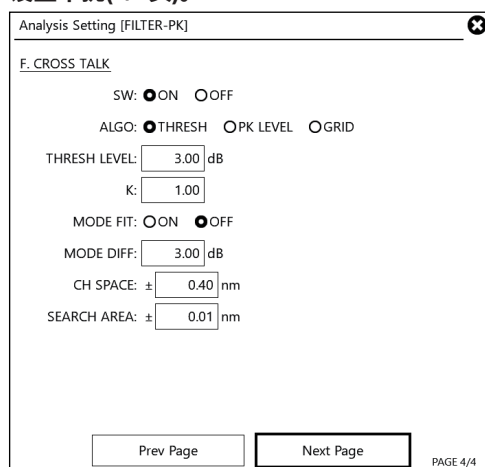 Analysis Setting [FILTER-PK]
F. CROSS TALK
SW: ON OFF
ALGO: THRESH PK LEVEL GRID
THRESH LEVEL: 3.00 dB
K: 1.00
MODE FIT: ON OFF
MODE DIFF: 3.00 dB
CH SPACE: ± 0.40 nm
SEARCH AREA: ± 0.01 nm
Prev Page Next Page PAGE 4/4